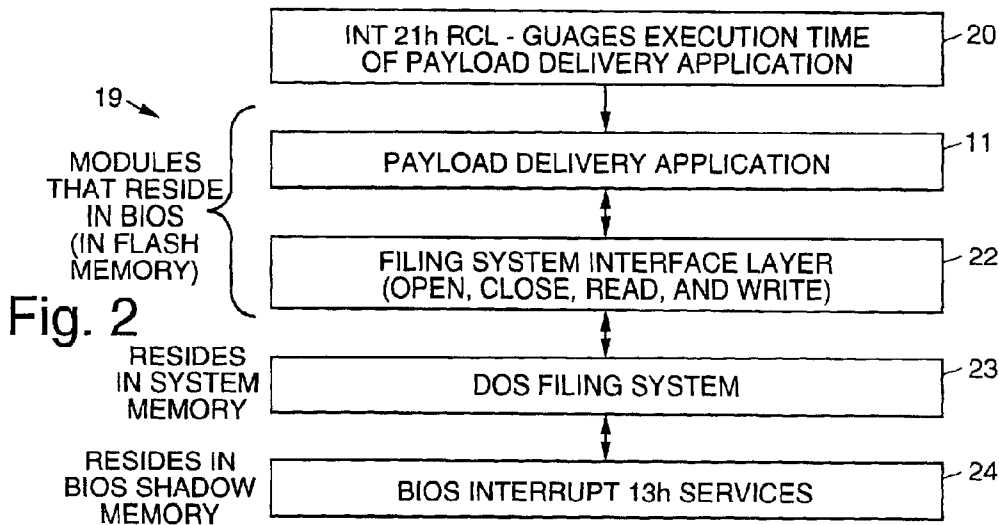 INT 21h RCL - GUAGES EXECUTION TIME
OF PAYLOAD DELIVERY APPLICATION
20
19
MODULES
THAT RESIDE
IN BIOS
(IN FLASH
MEMORY)
PAYLOAD DELIVERY APPLICATION
11
FILING SYSTEM INTERFACE LAYER
(OPEN, CLOSE, READ, AND WRITE)
22
Fig. 2
RESIDES
IN SYSTEM
MEMORY
DOS FILING SYSTEM
23
RESIDES IN
BIOS SHADOW
MEMORY
BIOS INTERRUPT 13h SERVICES
24